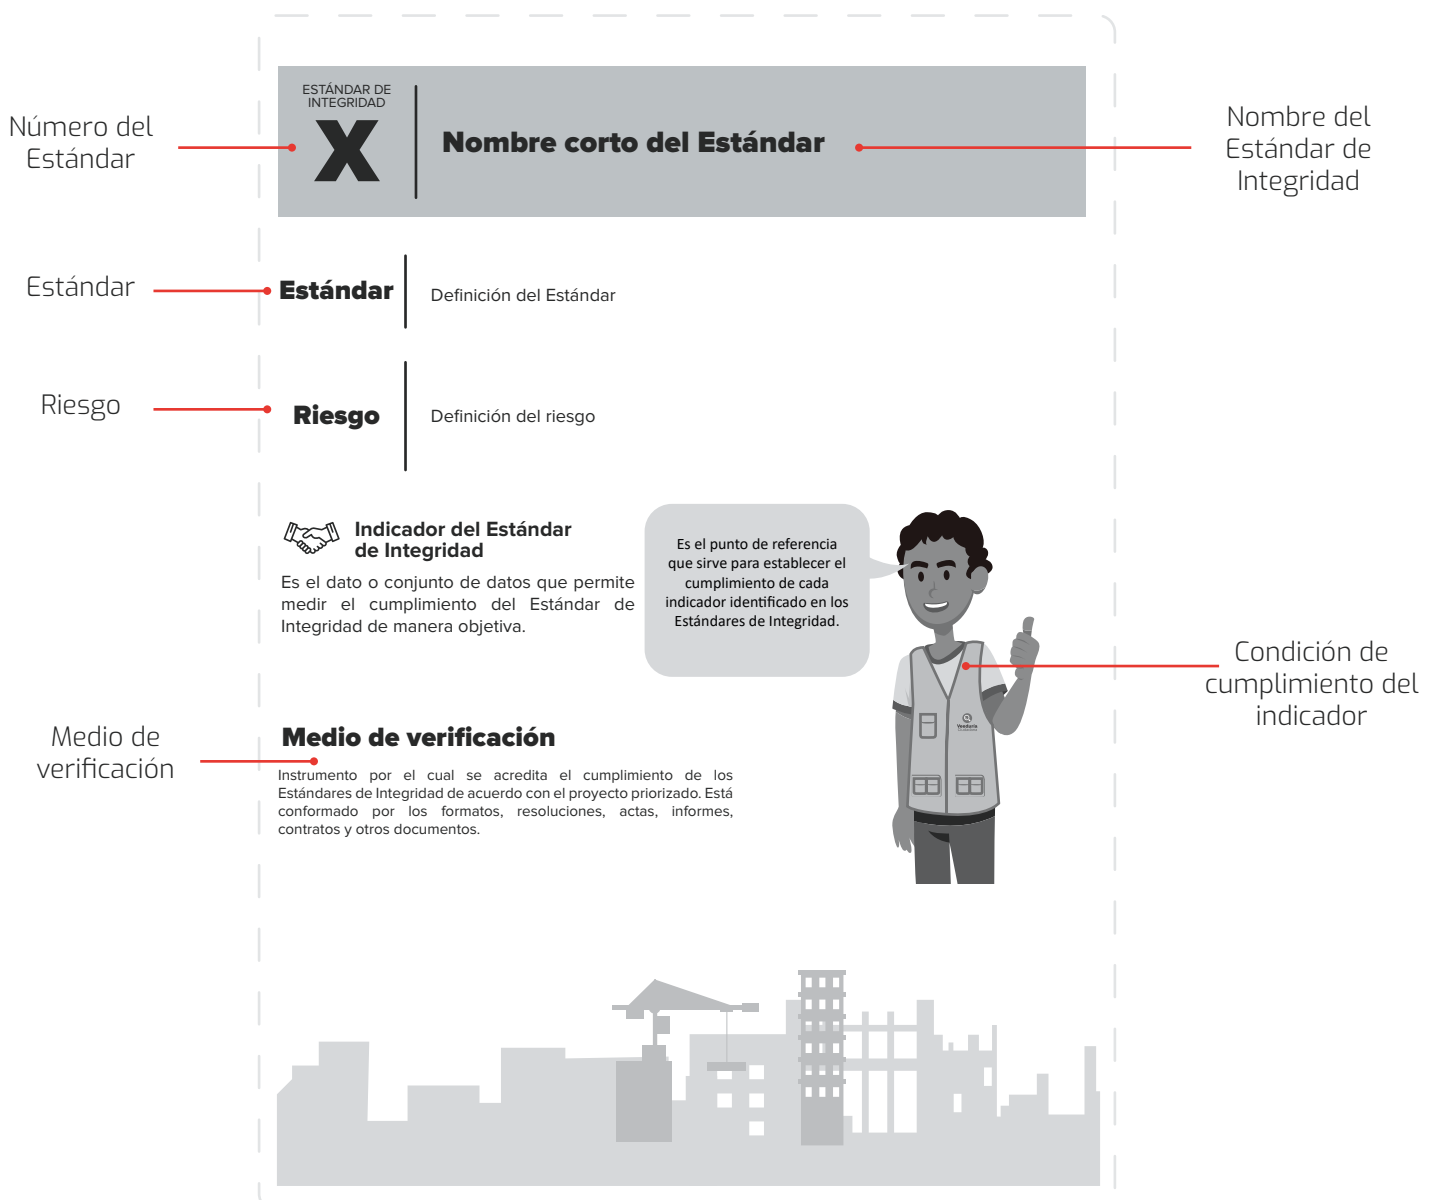 ESTÁNDAR DE
INTEGRIDAD
X
Nombre corto del Estándar
Número del
Estándar
Nombre del
Estándar de
Integridad
Estándar
Estándar
Definición del Estándar
Riesgo
Riesgo
Definición del riesgo
Indicador del Estándar
de Integridad
Es el dato o conjunto de datos que permite
medir el cumplimiento del Estándar de
Integridad de manera objetiva.
Es el punto de referencia
que sirve para establecer el
cumplimiento de cada
indicador identificado en los
Estándares de Integridad.
Condición de
cumplimiento del
indicador
Veeduría
Medio de
verificación
Medio de verificación
Instrumento por el cual se acredita el cumplimiento de los
Estándares de Integridad de acuerdo con el proyecto priorizado. Está
conformado por los formatos, resoluciones, actas, informes,
contratos y otros documentos.